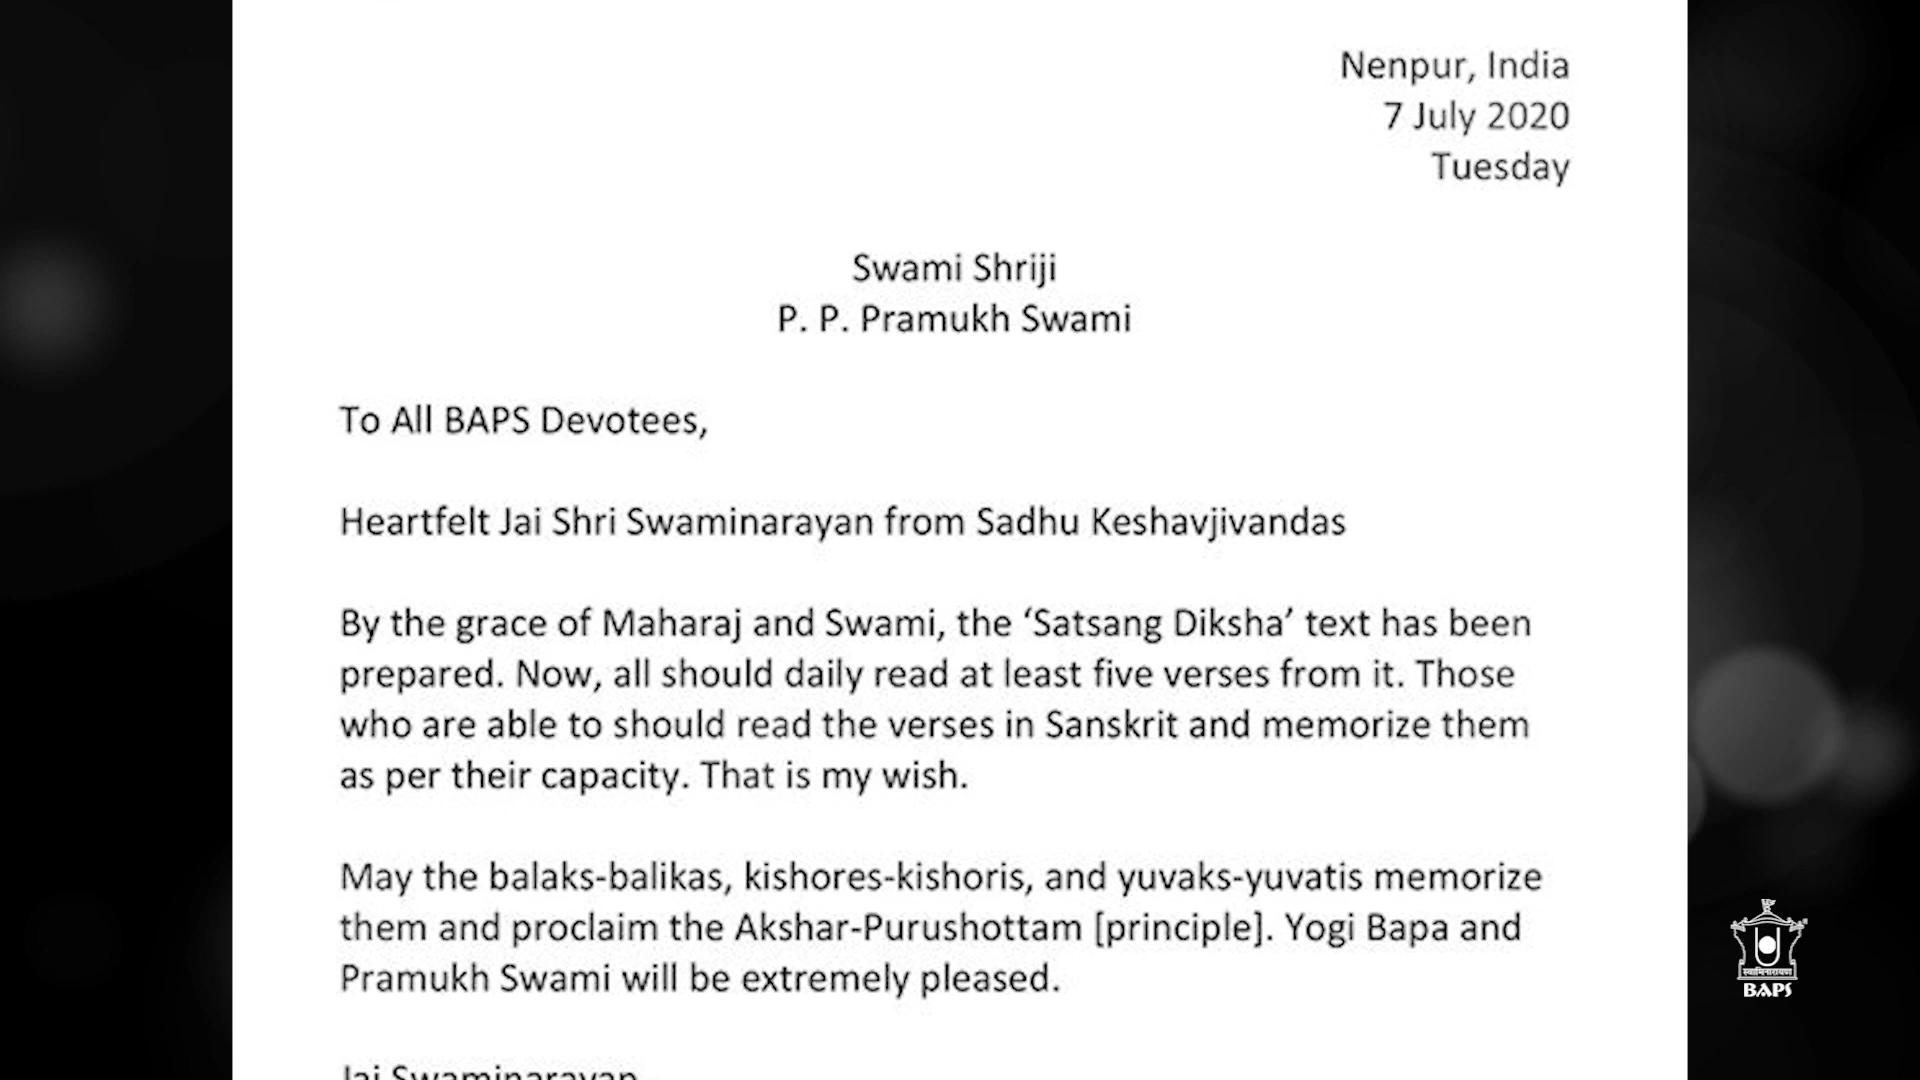 Nenpur, India
7 July 2020
Tuesday
Swami Shriji
P. P. Pramukh Swami
To All BAPS Devotees,
Heartfelt Jai Shri Swaminarayan from Sadhu Keshavjivandas
By the grace of Maharaj and Swami, the ‘Satsang Diksha’ text has been
prepared. Now, all should daily read at least five verses from it. Those
who are able to should read the verses in Sanskrit and memorize them
as per their capacity. That is my wish.
May the balaks-balikas, kishores-kishoris, and yuvaks-yuvatis memorize
them and proclaim the Akshar-Purushottam [principle]. Yogi Bapa and
Pramukh Swami will be extremely pleased.
Jai Swaminarayan
स्वामिनारायण
BAPS